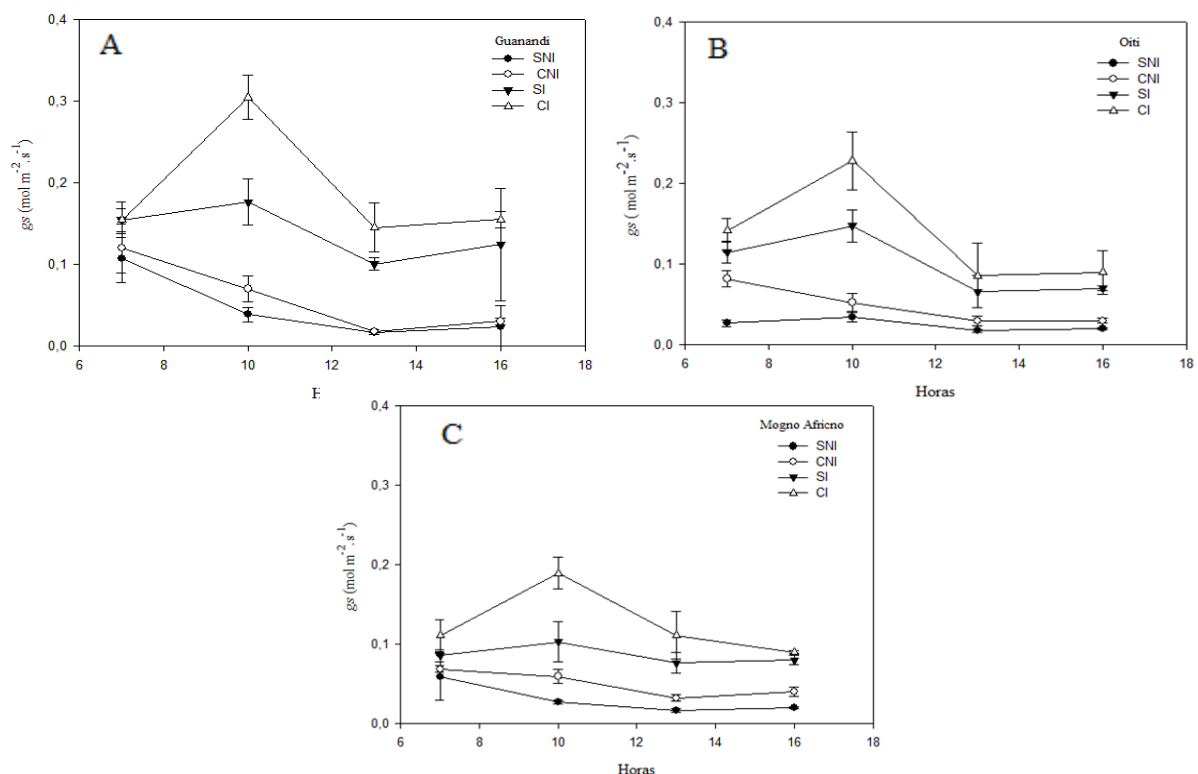 A
Guanandi
SNI
CNI
SI
CI
gs (mol m⁻².s⁻¹)
0,4
0,3
0,2
0,1
0,0
6 8 10 12 14 16 18
B
Oiti
SNI
CNI
SI
CI
gs ( mol m⁻².s⁻¹)
0,4
0,3
0,2
0,1
0,0
6 8 10 12 14 16 18
Horas
C
Mogno Africno
SNI
CNI
SI
CI
gs (mol m⁻².s⁻¹)
0,4
0,3
0,2
0,1
0,0
6 8 10 12 14 16 18
Horas